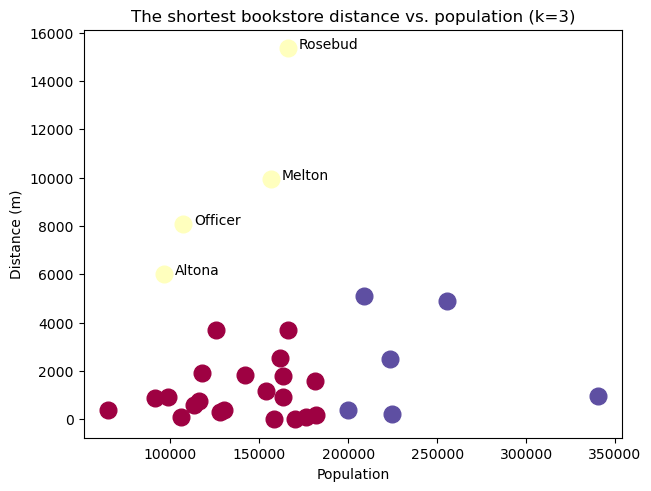 The shortest bookstore distance vs. population (k=3)
16000
14000
12000
10000
8000
6000
4000
2000
0
Distance (m)
Rosebud
Melton
Officer
Altona
100000 150000 200000 250000 300000 350000
Population